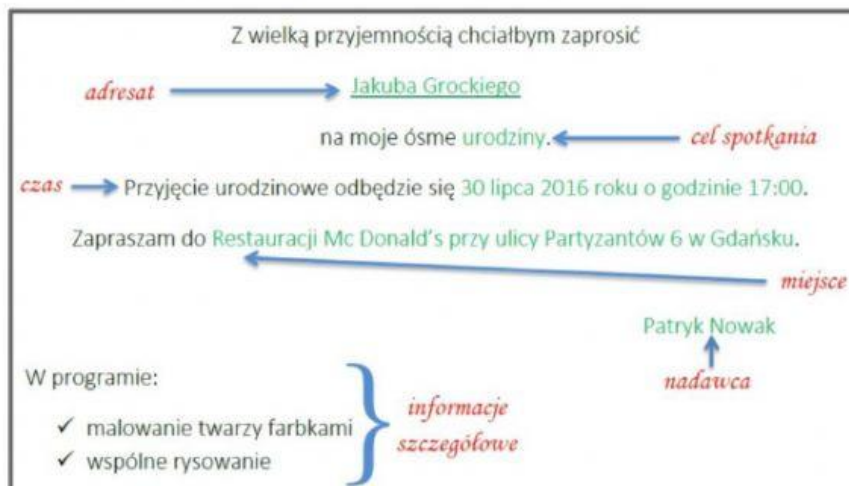 Z wielką przyjemnością chciałbym zaprosić
adresat Jakuba Grockiego
na moje ósme urodziny. cel spotkania
czas Przyjęcie urodzinowe odbędzie się 30 lipca 2016 roku o godzinie 17:00.
Zapraszam do Restauracji Mc Donald's przy ulicy Partyzantów 6 w Gdańsku.
miejsce
Patryk Nowak
nadawca
W programie:
✓ malowanie twarzy farbkami
✓ wspólne rysowanie
informacje
szczegółowe